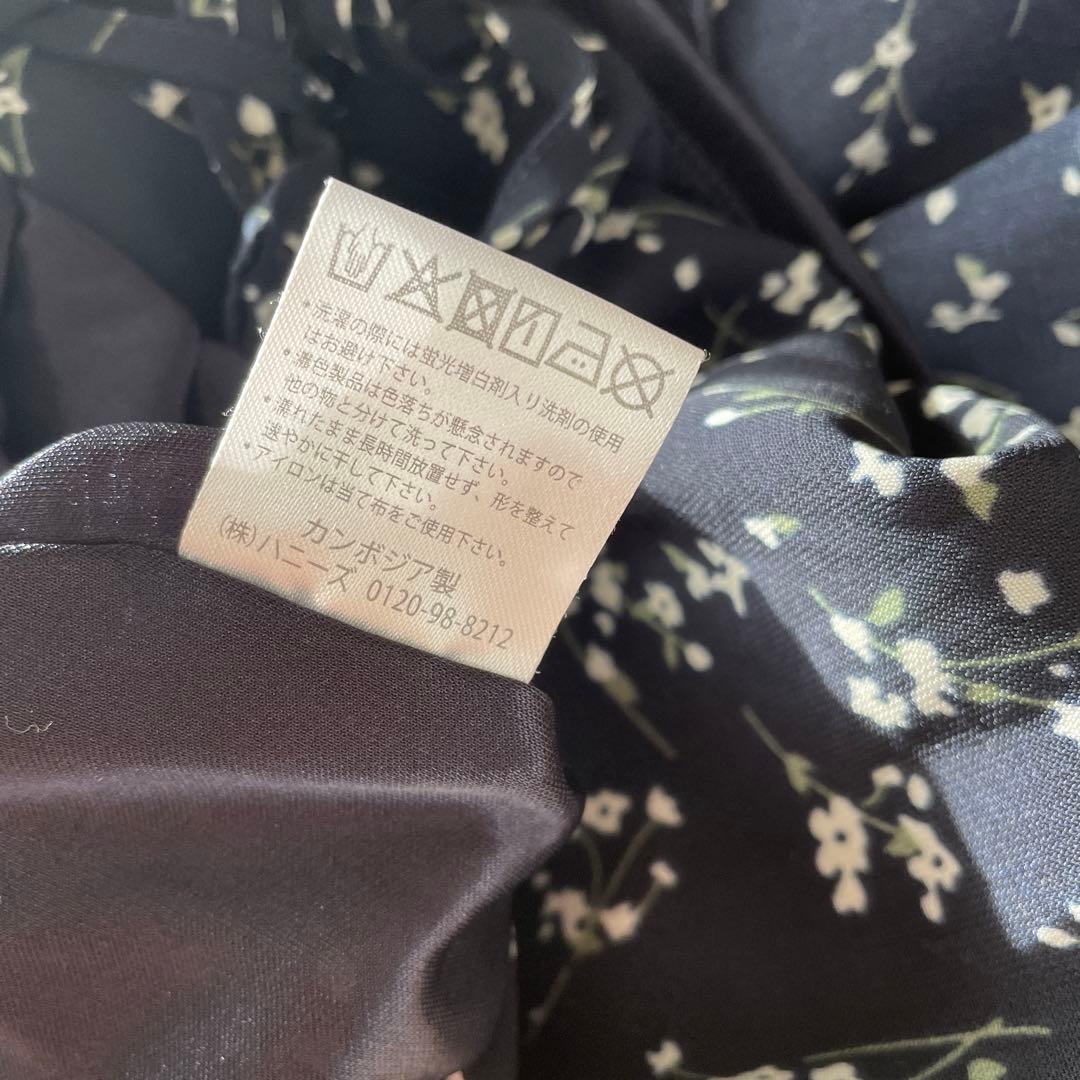 ・洗濯の際には蛍光増白剤入り洗剤の使用
はお避け下さい。
・濃色製品は色落ちが懸念されますので
他の物と分けて洗って下さい。
・濡れたまま長時間放置せず、形を整えて
速やかに干して下さい。
・アイロンは当て布をご使用下さい。
カンボジア製
(株)ハニーズ 0120-98-8212